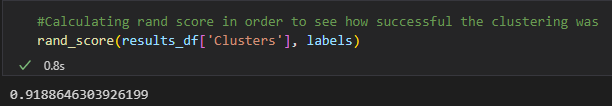 #Calculating rand score in order to see how successful the clustering was
rand_score(results_df['Clusters'], labels)
0.8s
0.9188646303926199